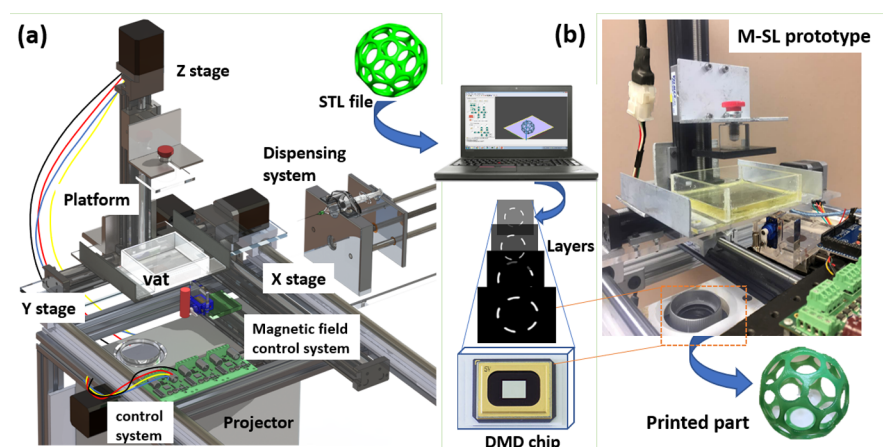 (a)
Z stage
STL file
Dispensing
system
Platform
vat
X stage
Y stage
Magnetic field
control system
control
system
Projector
Layers
DMD chip
(b)
M-SL prototype
Printed part